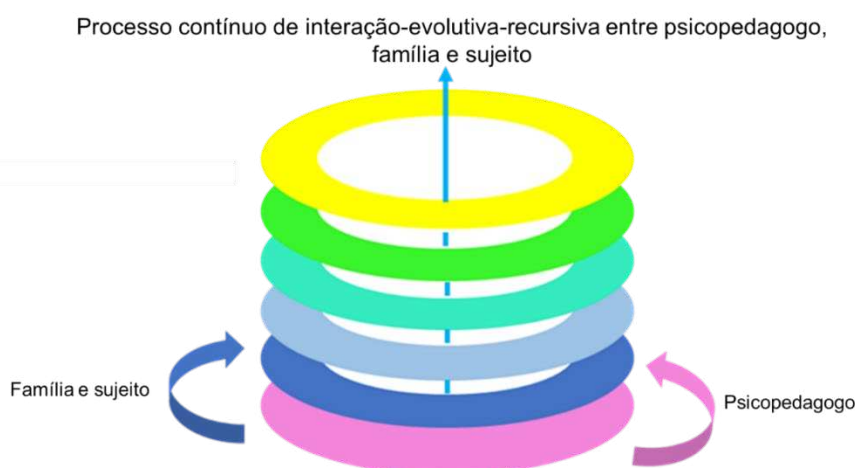 Processo contínuo de interação-evolutiva-recursiva entre psicopedagogo,
família e sujeito
Família e sujeito
Psicopedagogo